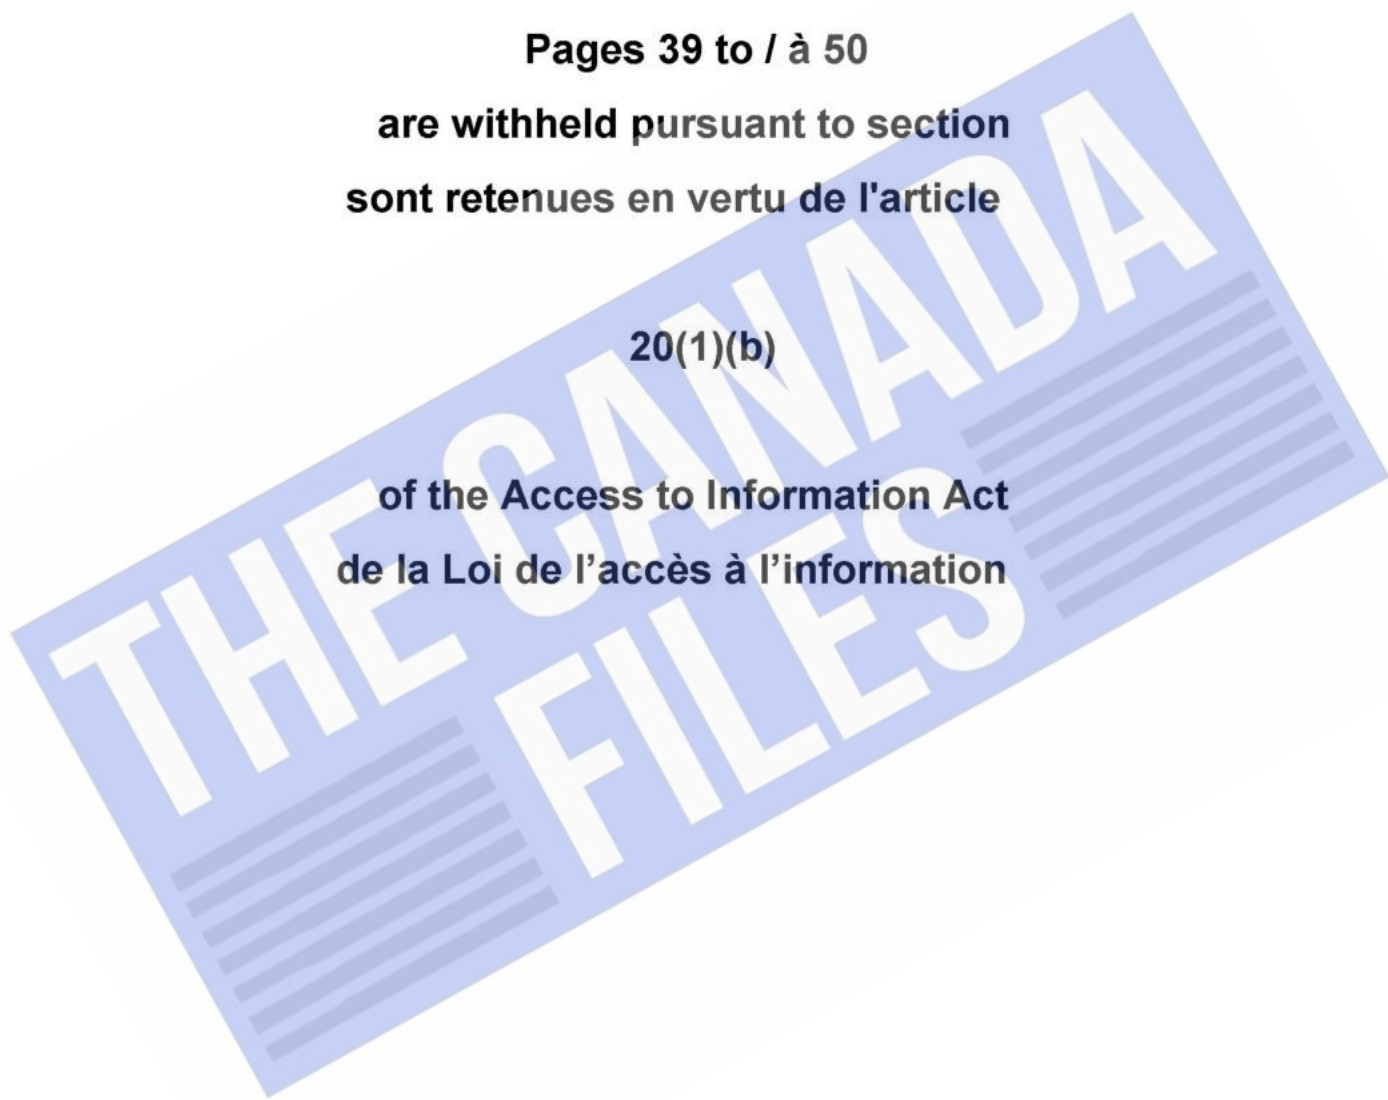 Pages 39 to / à 50
are withheld pursuant to section
sont retenues en vertu de l'article
20(1)(b)
of the Access to Information Act
de la Loi de l’accès à l’information
THE CANADA
FILES